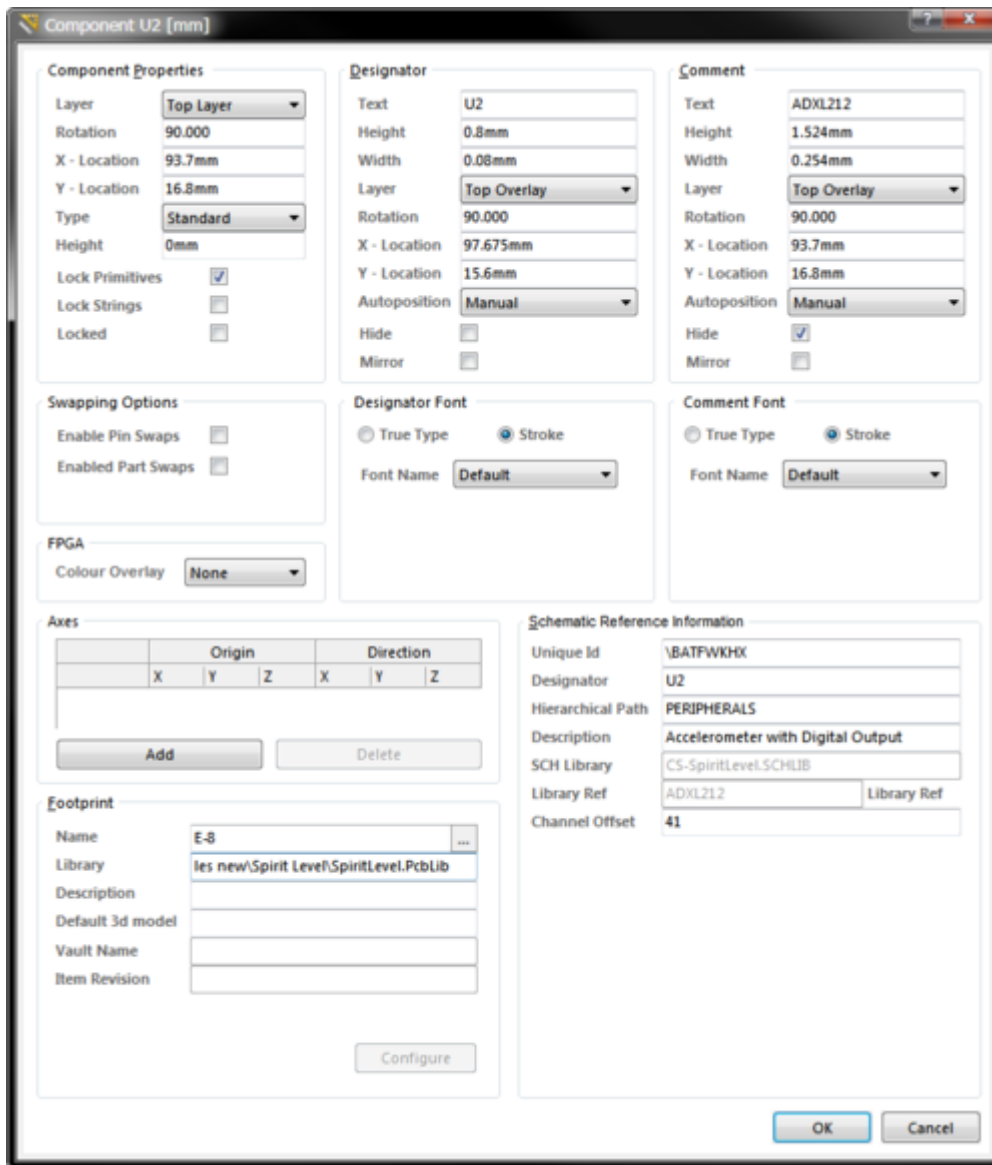 Component U2 [mm]
Component Properties
Layer Top Layer
Rotation 90.000
X - Location 93.7mm
Y - Location 16.8mm
Type Standard
Height 0mm
Lock Primitives
Lock Strings
Locked
Designator
Text U2
Height 0.8mm
Width 0.08mm
Layer Top Overlay
Rotation 90.000
X - Location 97.675mm
Y - Location 15.6mm
Autoposition Manual
Hide
Mirror
Comment
Text ADXL212
Height 1.524mm
Width 0.254mm
Layer Top Overlay
Rotation 90.000
X - Location 93.7mm
Y - Location 16.8mm
Autoposition Manual
Hide
Mirror
Swapping Options
Enable Pin Swaps
Enabled Part Swaps
Designator Font
True Type Stroke
Font Name Default
Comment Font
True Type Stroke
Font Name Default
FPGA
Colour Overlay None
Axes
Origin Direction
X Y Z X Y Z
Add Delete
Footprint
Name E-8 ...
Library les new\Spirit Level\SpiritLevel.PcbLib
Description
Default 3d model
Vault Name
Item Revision
Configure
Schematic Reference Information
Unique Id \BATFWKHX
Designator U2
Hierarchical Path PERIPHERALS
Description Accelerometer with Digital Output
SCH Library CS-SpiritLevel.SCHLIB
Library Ref ADXL212 Library Ref
Channel Offset 41
OK Cancel